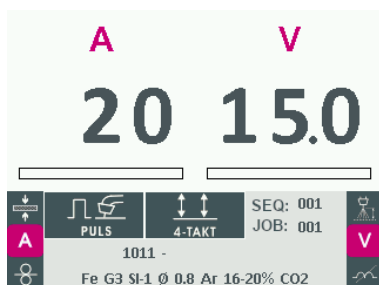 A V
20 15.0
SEQ: 001
JOB: 001
PULS 4-TAKT
A V
1011 -
Fe G3 SI-1 Ø 0.8 Ar 16-20% CO2